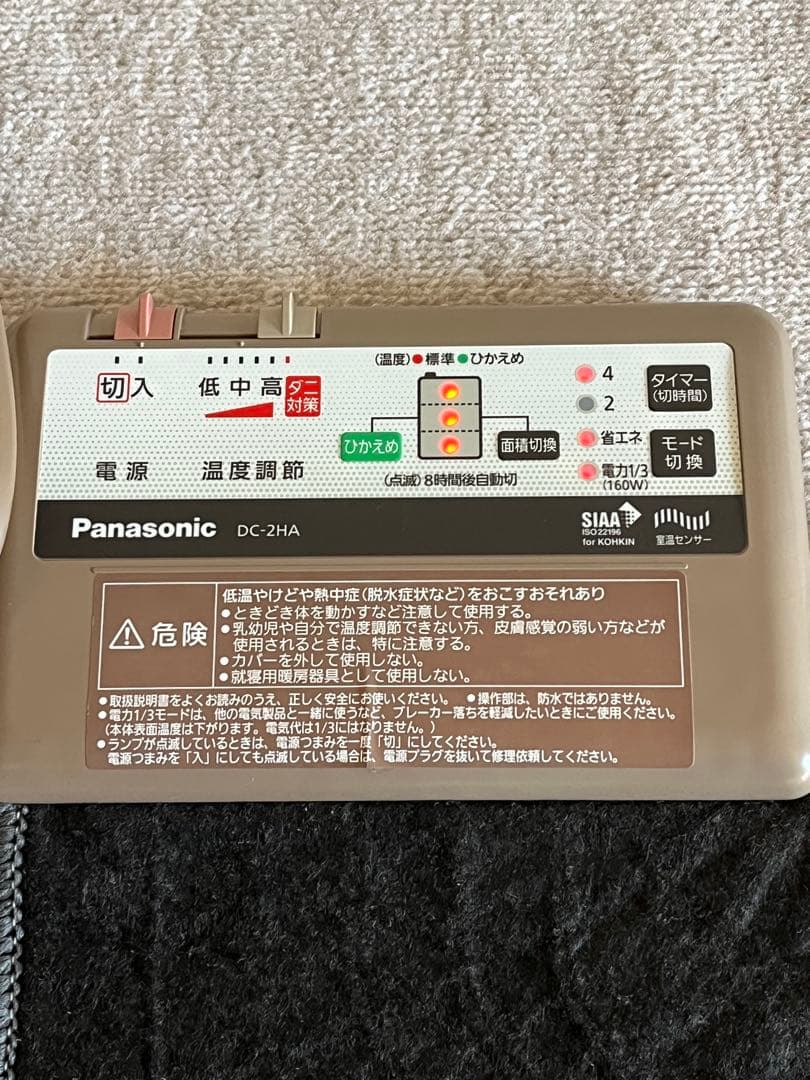 (温度)●標準●ひかえめ
切入
低中高
ダニ
対策
4
2
タイマー
(切時間)
ひかえめ
面積切換
省エネ
電力1/3
(160W)
モード
切換
電源
温度調節
(点滅)8時間後自動切
Panasonic DC-2HA
SIAA
ISO22196
for KOHKIN
室温センサー
危険
低温やけどや熱中症(脱水症状など)をおこすおそれあり
●ときどき体を動かすなど注意して使用する。
●乳幼児や自分で温度調節できない方、皮膚感覚の弱い方などが
使用されるときは、特に注意する。
●カバーを外して使用しない。
●就寝用暖房器具として使用しない。
●取扱説明書をよくお読みのうえ、正しく安全にお使いください。 ●操作部は、防水ではありません。
●電力1/3モードは、他の電気製品と一緒に使うなど、ブレーカー落ちを軽減したいときにご使用ください。
(本体表面温度は下がります。電気代は1/3にはなりません。)
●ランプが点滅しているときは、電源つまみを一度「切」にしてください。
電源つまみを「入」にしても点滅している場合は、電源プラグを抜いて修理依頼してください。